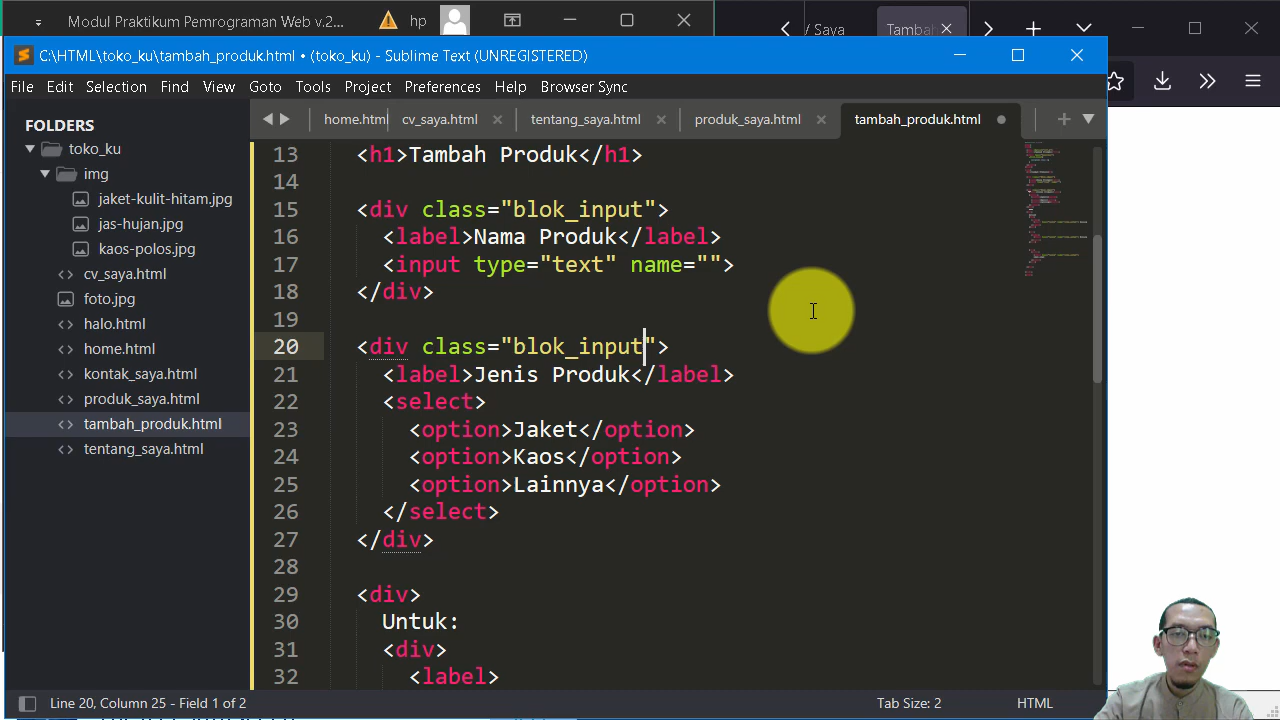 Modul Praktikum Pemrograman Web v.2...
hp
/ Saya
Tamba
C:\HTML\toko_ku\tambah_produk.html • (toko_ku) - Sublime Text (UNREGISTERED)
File Edit Selection Find View Goto Tools Project Preferences Help Browser Sync
FOLDERS
toko_ku
img
jaket-kulit-hitam.jpg
jas-hujan.jpg
kaos-polos.jpg
cv_saya.html
foto.jpg
halo.html
home.html
kontak_saya.html
produk_saya.html
tambah_produk.html
tentang_saya.html
home.html cv_saya.html tentang_saya.html produk_saya.html tambah_produk.html
13 <h1>Tambah Produk</h1>
14
15 <div class="blok_input">
16 <label>Nama Produk</label>
17 <input type="text" name="">
18 </div>
19
20 <div class="blok_input">
21 <label>Jenis Produk</label>
22 <select>
23 <option>Jaket</option>
24 <option>Kaos</option>
25 <option>Lainnya</option>
26 </select>
27 </div>
28
29 <div>
30 Untuk:
31 <div>
32 <label>
Line 20, Column 25 - Field 1 of 2
Tab Size: 2
HTML